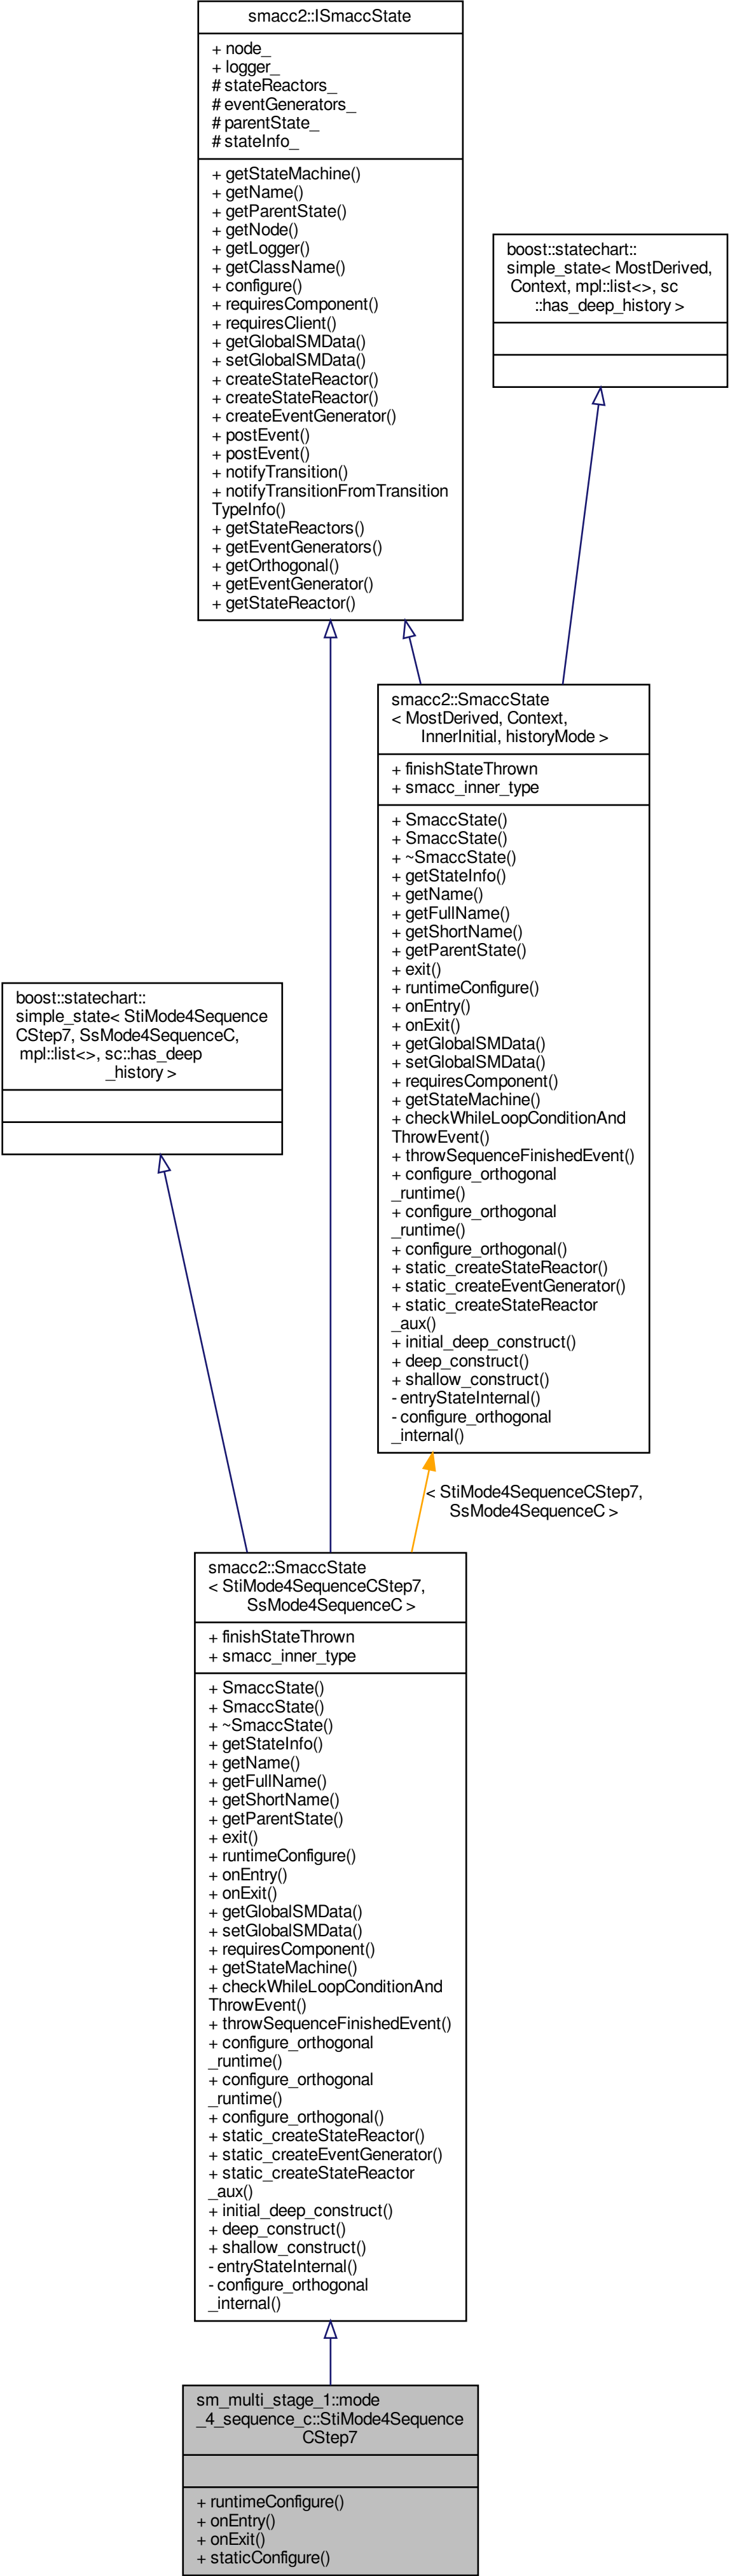 smacc2::ISmaccState
+ node_
+ logger_
# stateReactors_
# eventGenerators_
# parentState_
# stateInfo_
+ getStateMachine()
+ getName()
+ getParentState()
+ getNode()
+ getLogger()
+ getClassName()
+ configure()
+ requiresComponent()
+ requiresClient()
+ getGlobalSMData()
+ setGlobalSMData()
+ createStateReactor()
+ createStateReactor()
+ createEventGenerator()
+ postEvent()
+ postEvent()
+ notifyTransition()
+ notifyTransitionFromTransition
TypeInfo()
+ getStateReactors()
+ getEventGenerators()
+ getOrthogonal()
+ getEventGenerator()
+ getStateReactor()
boost::statechart::
simple_state< MostDerived,
Context, mpl::list<>, sc
::has_deep_history >
smacc2::SmaccState
< MostDerived, Context,
InnerInitial, historyMode >
+ finishStateThrown
+ smacc_inner_type
+ SmaccState()
+ SmaccState()
+ ~SmaccState()
+ getStateInfo()
+ getName()
+ getFullName()
+ getShortName()
+ getParentState()
+ exit()
+ runtimeConfigure()
+ onEntry()
+ onExit()
+ getGlobalSMData()
+ setGlobalSMData()
+ requiresComponent()
+ getStateMachine()
+ checkWhileLoopConditionAnd
ThrowEvent()
+ throwSequenceFinishedEvent()
+ configure_orthogonal
_runtime()
+ configure_orthogonal
_runtime()
+ configure_orthogonal()
+ static_createStateReactor()
+ static_createEventGenerator()
+ static_createStateReactor
_aux()
+ initial_deep_construct()
+ deep_construct()
+ shallow_construct()
- entryStateInternal()
- configure_orthogonal
_internal()
boost::statechart::
simple_state< StiMode4Sequence
CStep7, SsMode4SequenceC,
mpl::list<>, sc::has_deep
_history >
< StiMode4SequenceCStep7,
SsMode4SequenceC >
smacc2::SmaccState
< StiMode4SequenceCStep7,
SsMode4SequenceC >
+ finishStateThrown
+ smacc_inner_type
+ SmaccState()
+ SmaccState()
+ ~SmaccState()
+ getStateInfo()
+ getName()
+ getFullName()
+ getShortName()
+ getParentState()
+ exit()
+ runtimeConfigure()
+ onEntry()
+ onExit()
+ getGlobalSMData()
+ setGlobalSMData()
+ requiresComponent()
+ getStateMachine()
+ checkWhileLoopConditionAnd
ThrowEvent()
+ throwSequenceFinishedEvent()
+ configure_orthogonal
_runtime()
+ configure_orthogonal
_runtime()
+ configure_orthogonal()
+ static_createStateReactor()
+ static_createEventGenerator()
+ static_createStateReactor
_aux()
+ initial_deep_construct()
+ deep_construct()
+ shallow_construct()
- entryStateInternal()
- configure_orthogonal
_internal()
sm_multi_stage_1::mode
_4_sequence_c::StiMode4Sequence
CStep7
+ runtimeConfigure()
+ onEntry()
+ onExit()
+ staticConfigure()